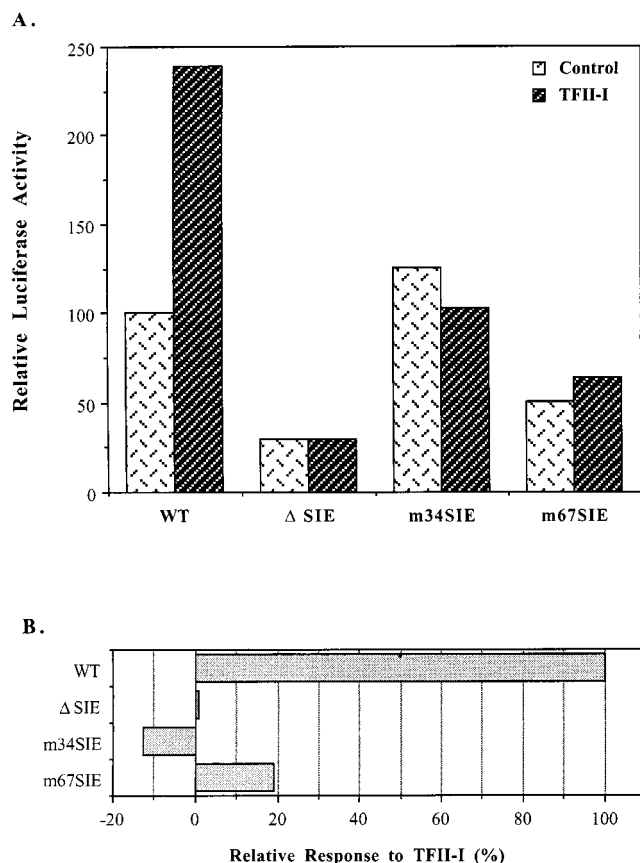 A.
250
200
150
100
50
0
Relative Luciferase Activity
Control
TFII-I
WT
Δ SIE
m34SIE
m67SIE
B.
WT
Δ SIE
m34SIE
m67SIE
-20
0
20
40
60
80
100
Relative Response to TFII-I (%)